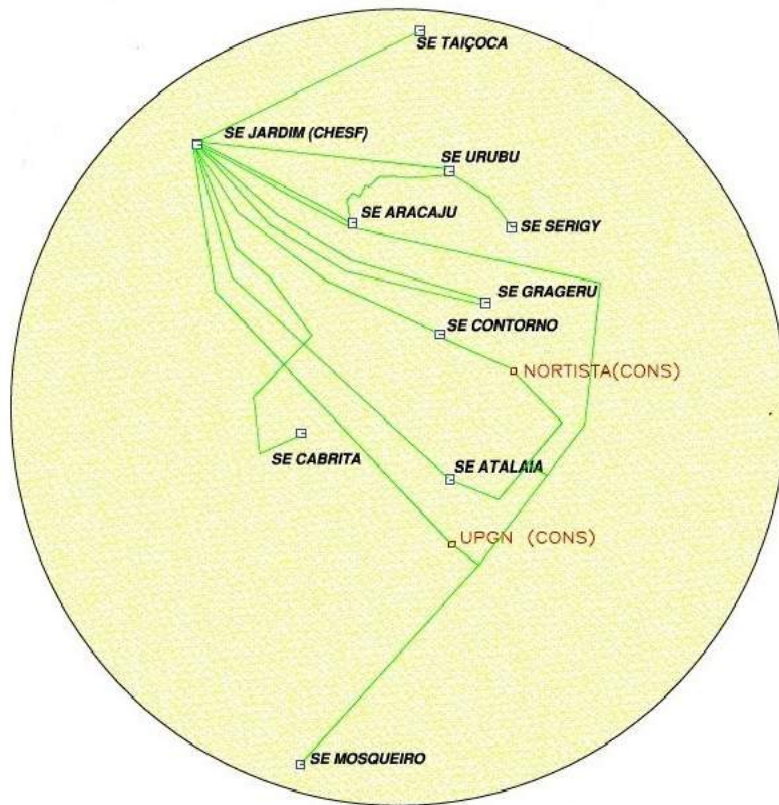 SE TAIÇOCA
SE JARDIM (CHESF)
SE URUBU
SE ARACAJU
SE SERIGY
SE GRAGERU
SE CONTORNO
NORTISTA(CONS)
SE CABRITA
SE ATALAIA
UPGN (CONS)
SE MOSQUEIRO